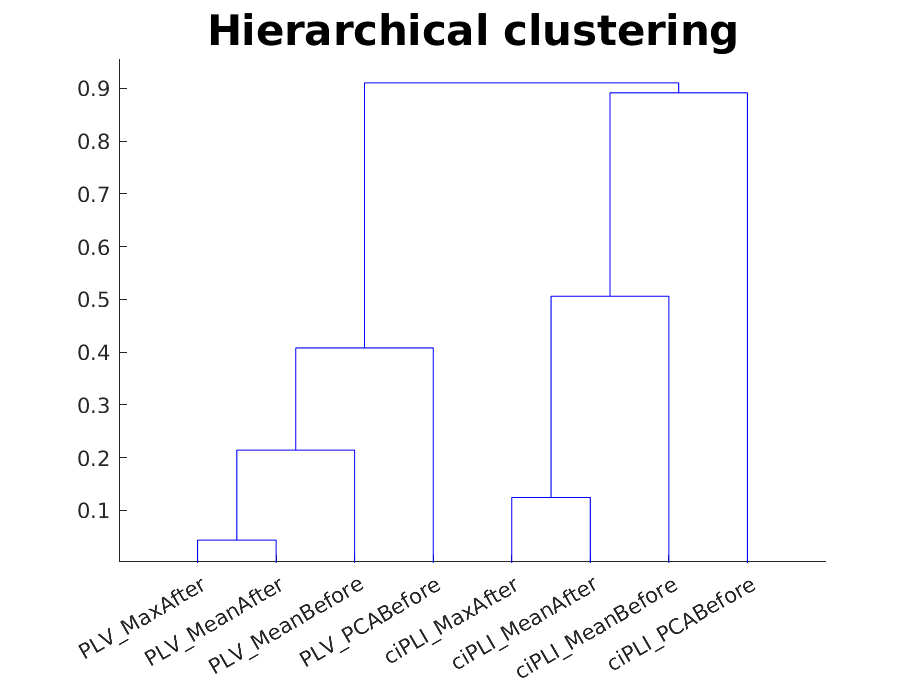 Hierarchical clustering
0.9
0.8
0.7
0.6
0.5
0.4
0.3
0.2
0.1
PLV_MaxAfter
PLV_MeanAfter
PLV_MeanBefore
PLV_PCABefore
ciPLI_MaxAfter
ciPLI_MeanAfter
ciPLI_MeanBefore
ciPLI_PCABefore